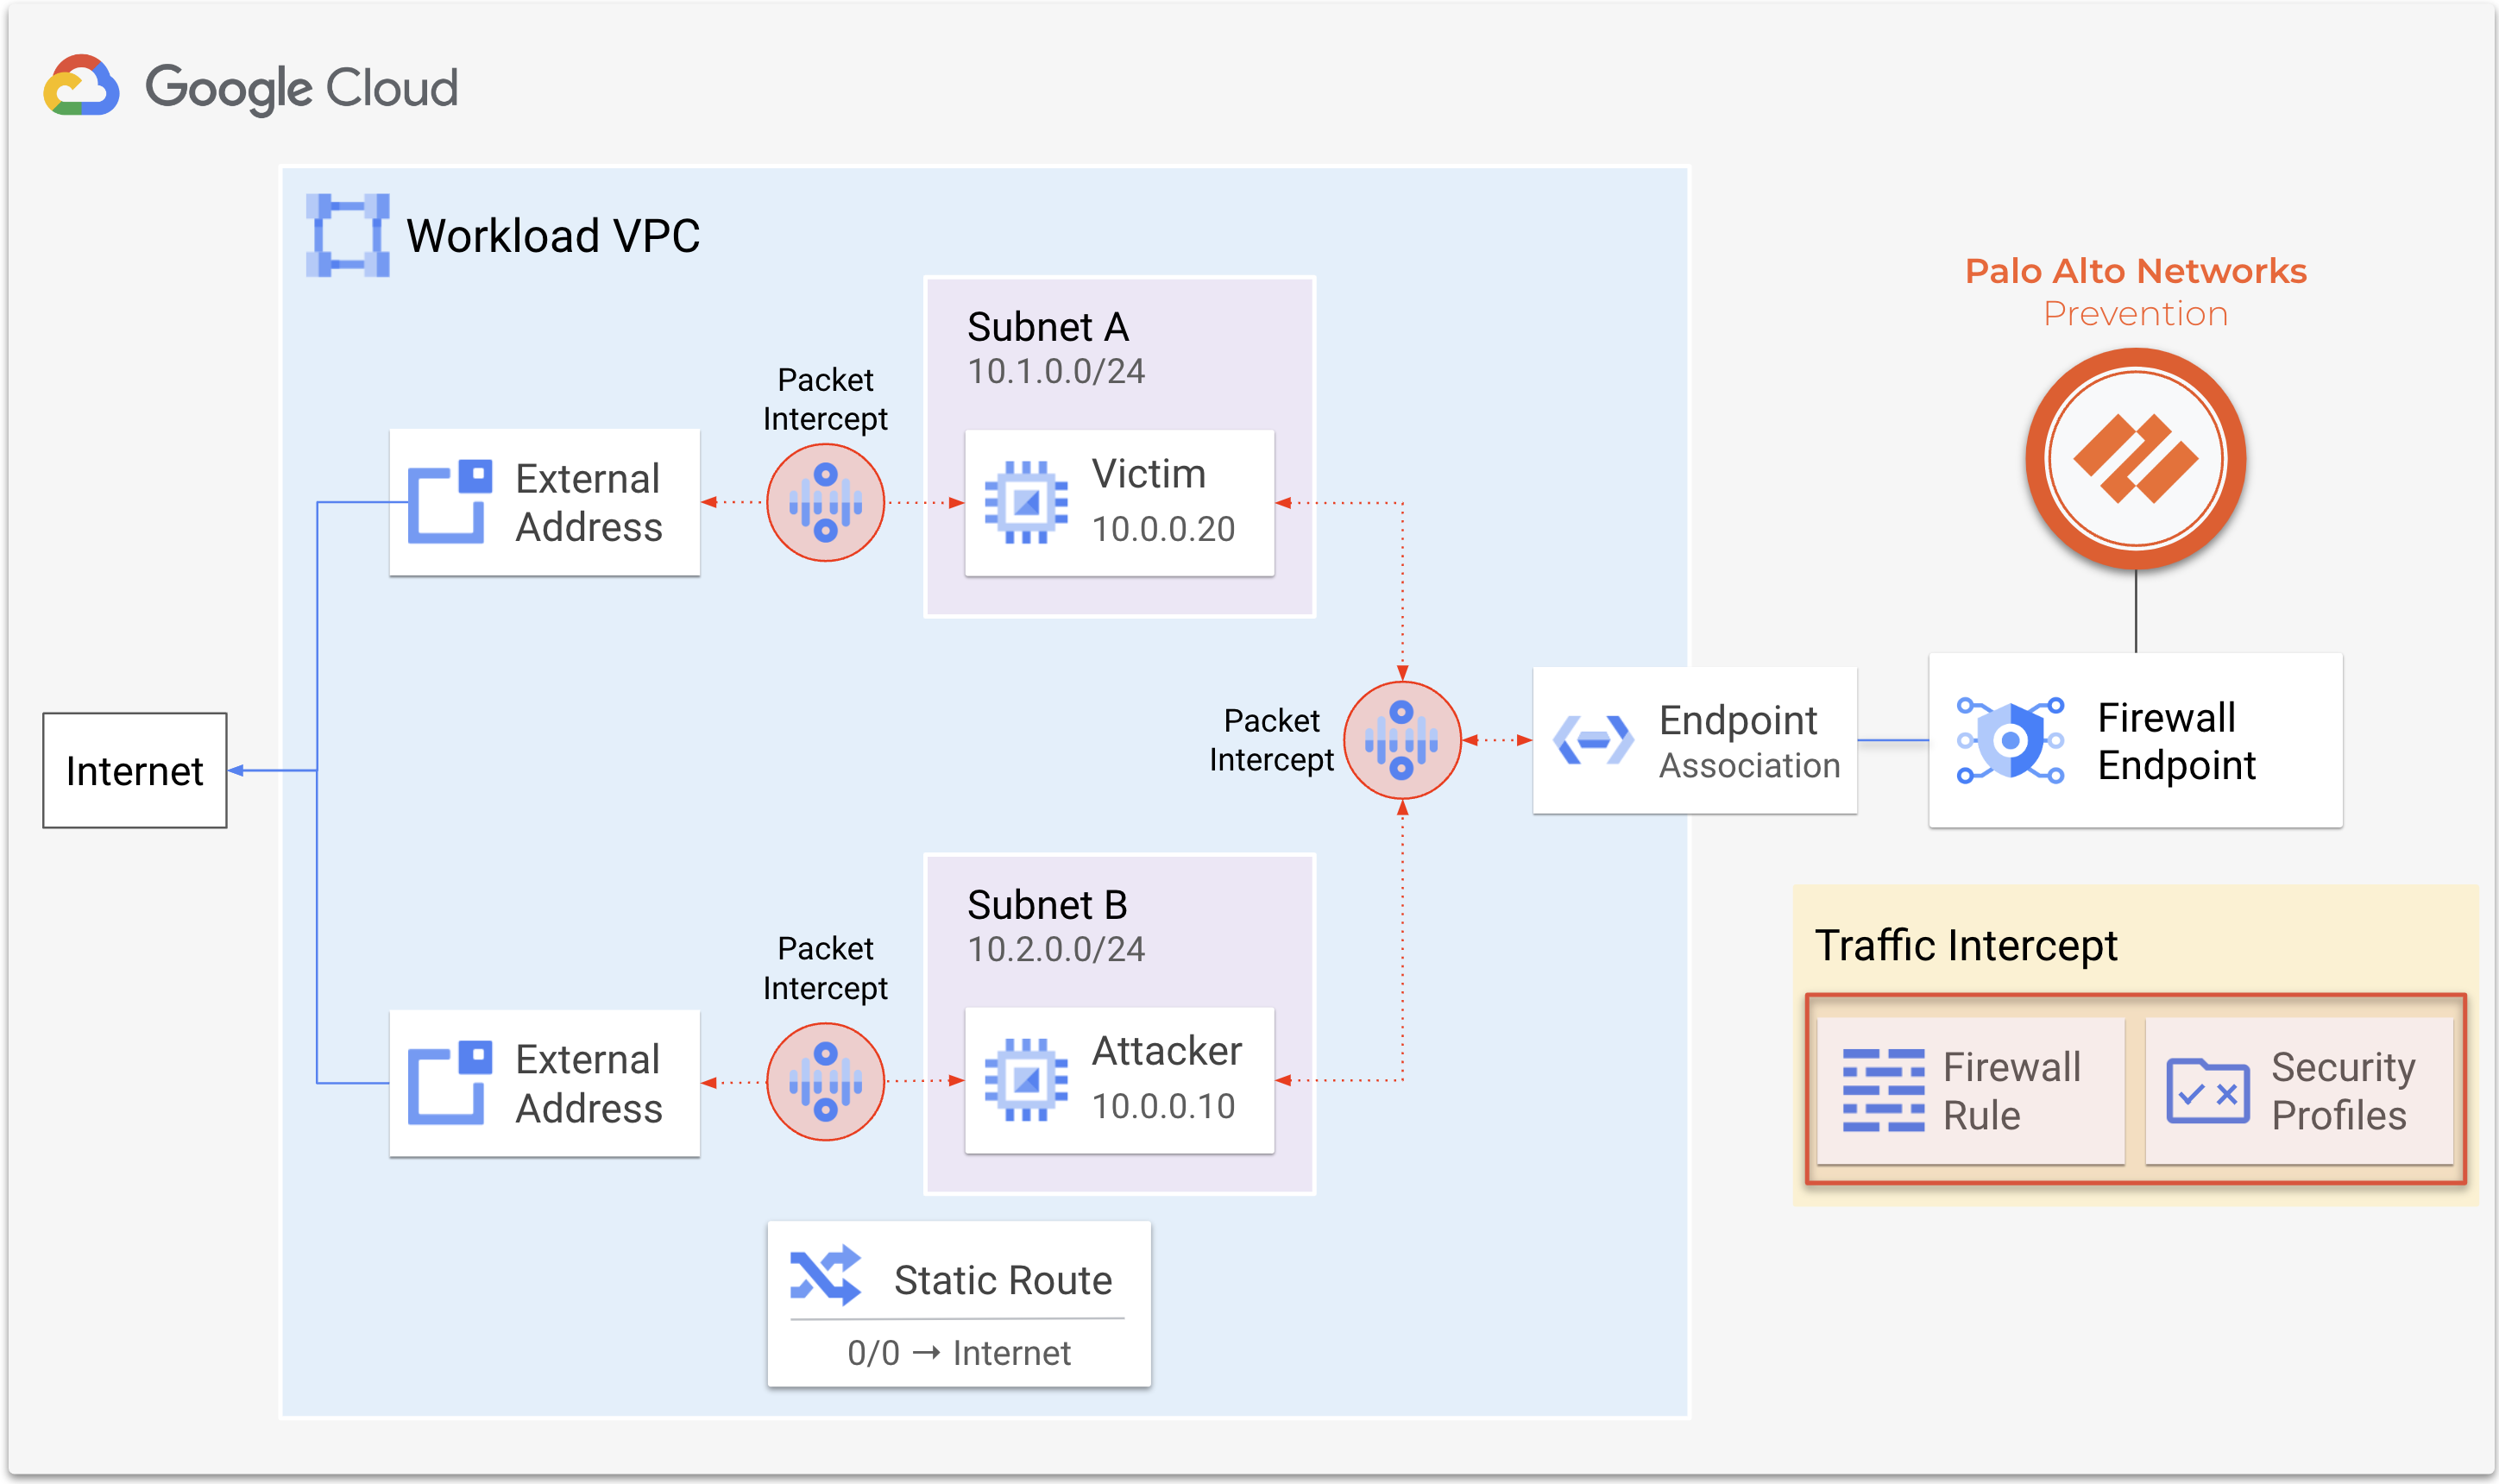 Google Cloud
Workload VPC
Palo Alto Networks
Prevention
Subnet A
10.1.0.0/24
Packet
Intercept
External
Address
Victim
10.0.0.20
Internet
Packet
Intercept
Endpoint
Association
Firewall
Endpoint
Subnet B
10.2.0.0/24
Packet
Intercept
External
Address
Attacker
10.0.0.10
Traffic Intercept
Firewall
Rule
Security
Profiles
Static Route
0/0 → Internet